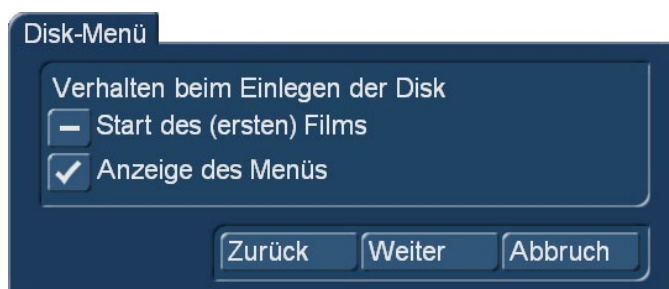 Disk-Menü
Verhalten beim Einlegen der Disk
Start des (ersten) Films
Anzeige des Menüs
Zurück Weiter Abbruch